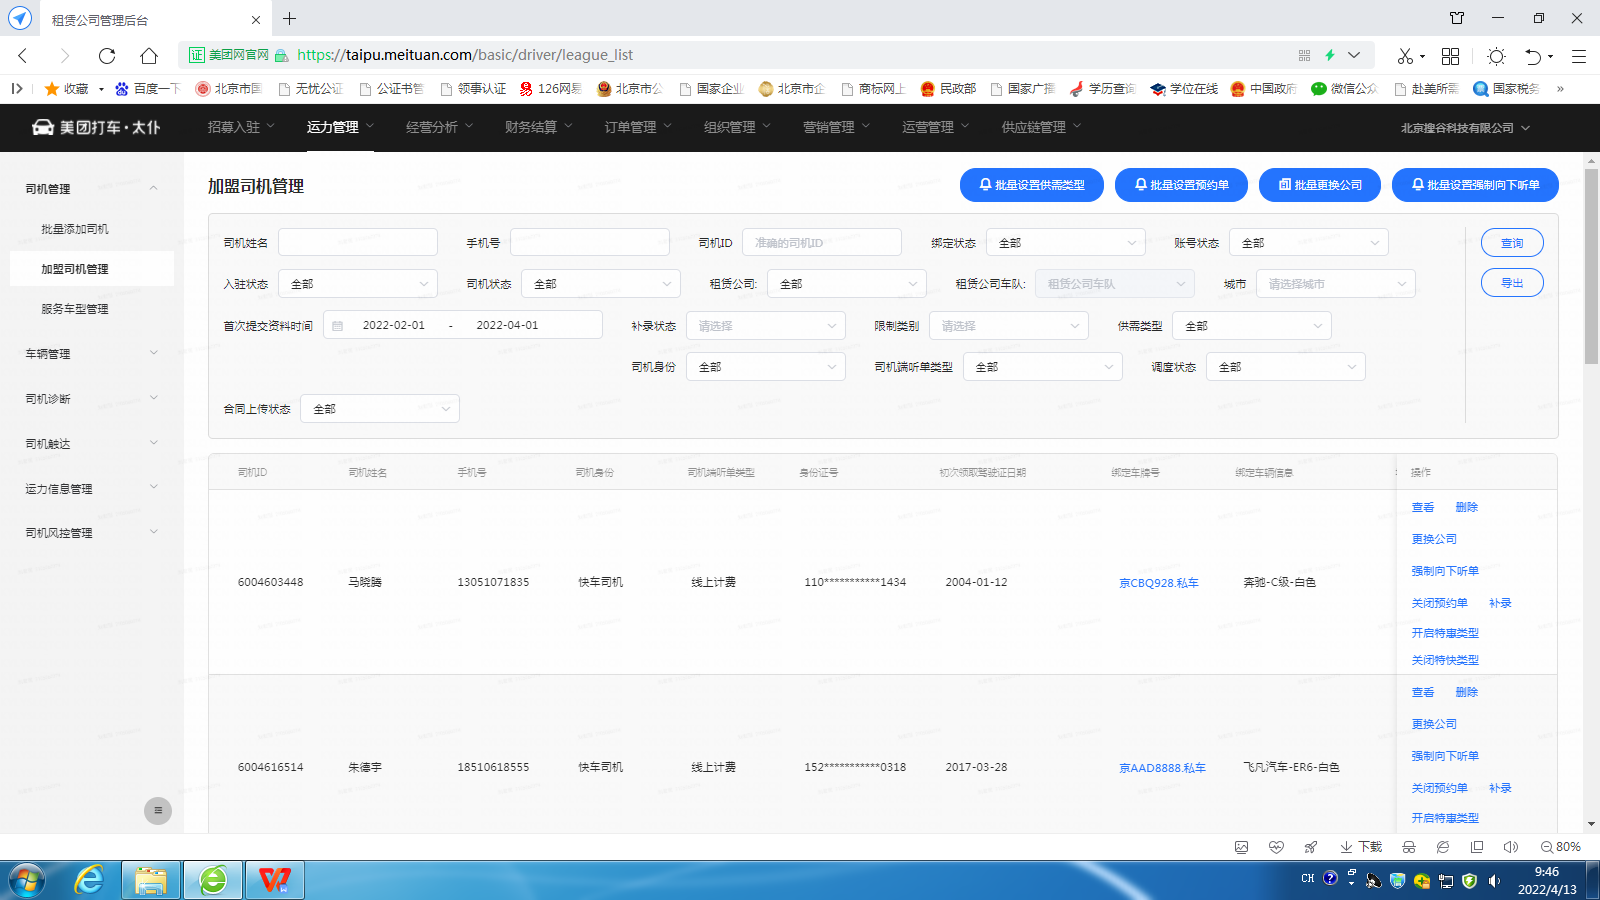 租赁公司管理后台
证 美团网官网 https://taipu.meituan.com/basic/driver/league_list
收藏 百度一下 北京市国 无忧公证 公证书管 领事认证 126网易 北京市公 国家企业 北京市企 商标网上 民政部 国家广播 学历查询 学位在线 中国政府 微信公众 赴美所需 国家税务 »
美团打车·太仆 招募入驻 运力管理 经营分析 财务结算 订单管理 组织管理 营销管理 运营管理 供应链管理 北京搜谷科技有限公司
司机管理
批量添加司机
加盟司机管理
服务车型管理
车辆管理
司机诊断
司机触达
运力信息管理
司机风控管理
加盟司机管理 批量设置供需类型 批量设置预约单 批量更换公司 批量设置强制向下听单
司机姓名 手机号 司机ID 准确的司机ID 绑定状态 全部 账号状态 全部 查询
入驻状态 全部 司机状态 全部 租赁公司: 全部 租赁公司车队: 租赁公司车队 城市 请选择城市 导出
首次提交资料时间 2022-02-01 - 2022-04-01 补录状态 请选择 限制类别 请选择 供需类型 全部
司机身份 全部 司机端听单类型 全部 调度状态 全部
合同上传状态 全部
司机ID 司机姓名 手机号 司机身份 司机端听单类型 身份证号 初次领取驾驶证日期 绑定车牌号 绑定车辆信息 操作
6004603448 马晓腾 13051071835 快车司机 线上计费 110***********1434 2004-01-12 京CBQ928.私车 奔驰-C级-白色
查看 删除
更换公司
强制向下听单
关闭预约单 补录
开启特惠类型
关闭特快类型
6004616514 朱德宇 18510618555 快车司机 线上计费 152***********0318 2017-03-28 京AAD8888.私车 飞凡汽车-ER6-白色
查看 删除
更换公司
强制向下听单
关闭预约单 补录
开启特惠类型
下载 80%
CH 9:46
2022/4/13